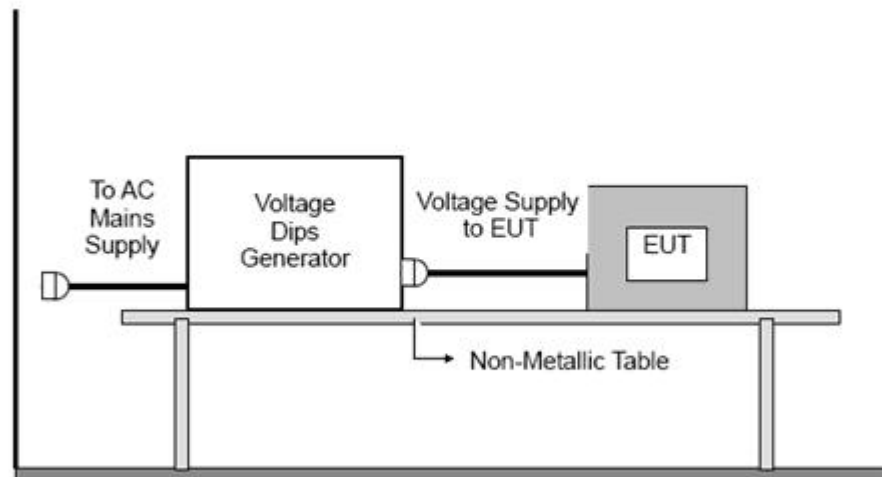 To AC
Mains
Supply
Voltage
Dips
Generator
Voltage Supply
to EUT
EUT
Non-Metallic Table